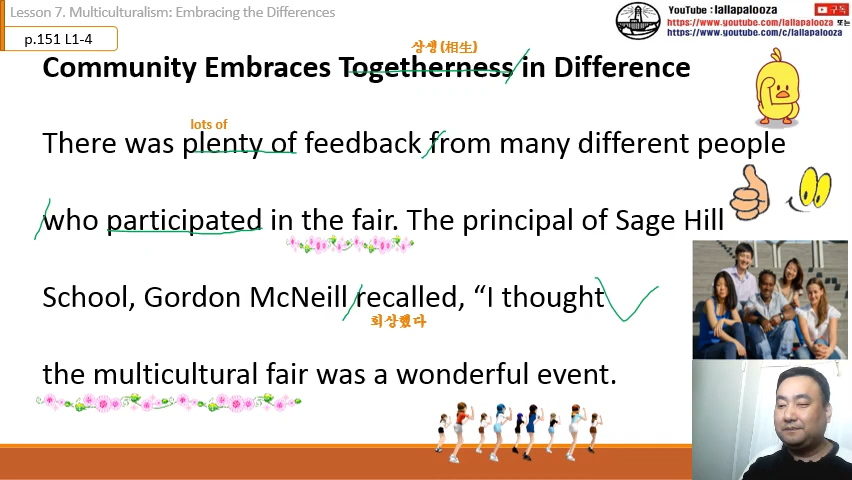 Lesson 7. Multiculturalism: Embracing the Differences
YouTube : lallapalooza
구독
https://www.youtube.com/lallapalooza 또는
https://www.youtube.com/c/lallapalooza
p.151 L1-4
상생(相生)
Community Embraces Togetherness in Difference
lots of
There was plenty of feedback from many different people
who participated in the fair. The principal of Sage Hill
School, Gordon McNeill recalled, “I thought
회상했다
the multicultural fair was a wonderful event.